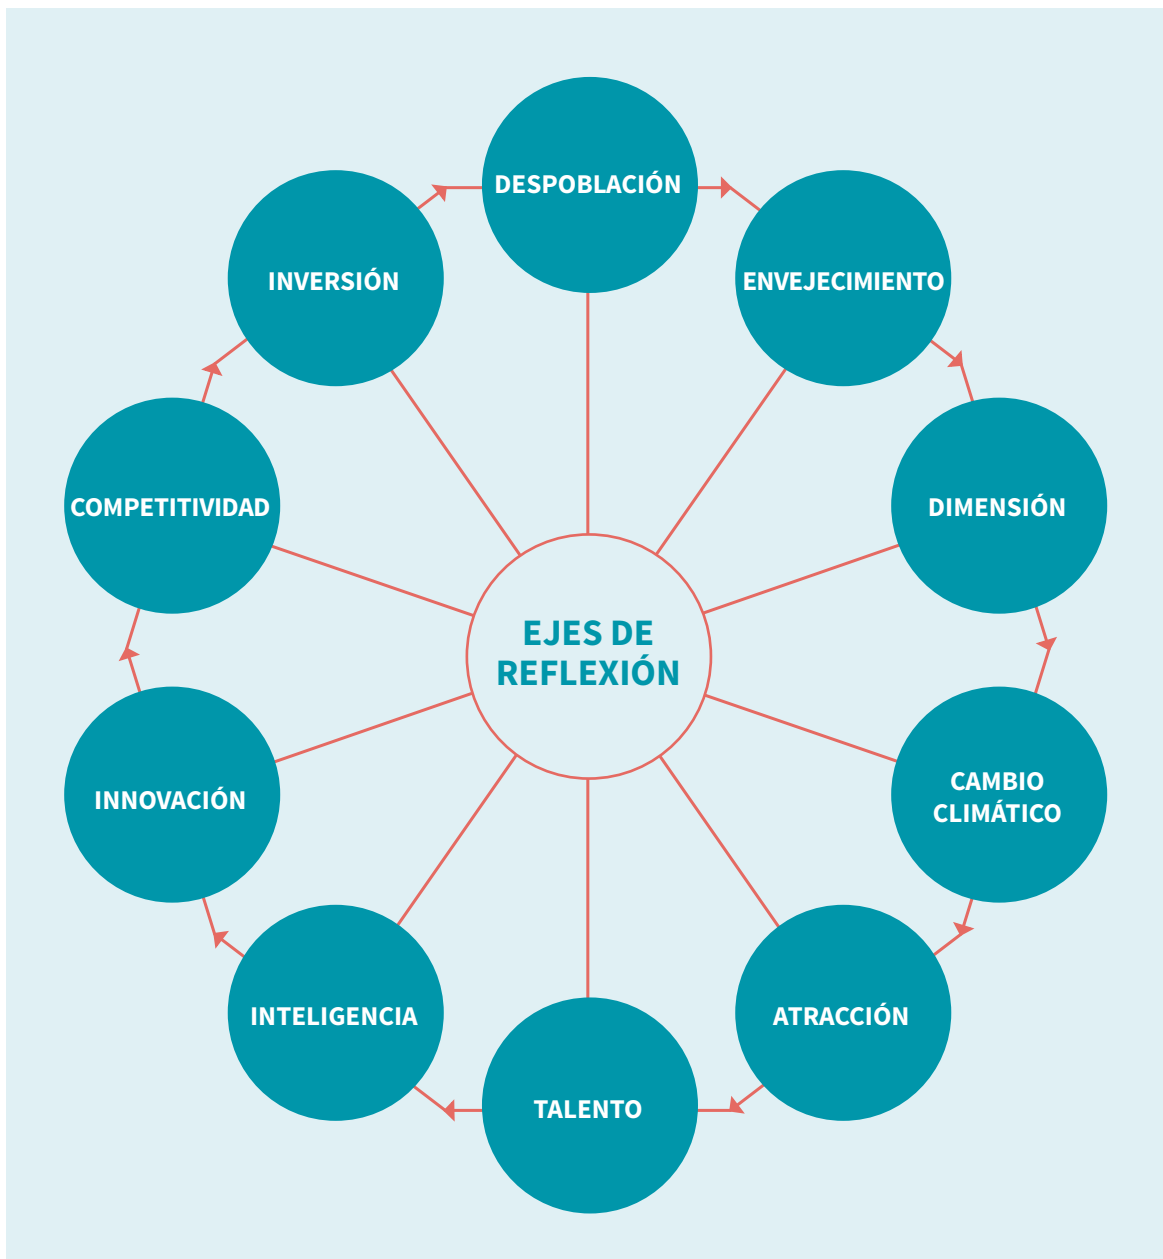 DESPOBLACIÓN
ENVEJECIMIENTO
DIMENSIÓN
CAMBIO
CLIMÁTICO
ATRACCIÓN
TALENTO
INTELIGENCIA
INNOVACIÓN
COMPETITIVIDAD
INVERSIÓN
EJES DE
REFLEXIÓN